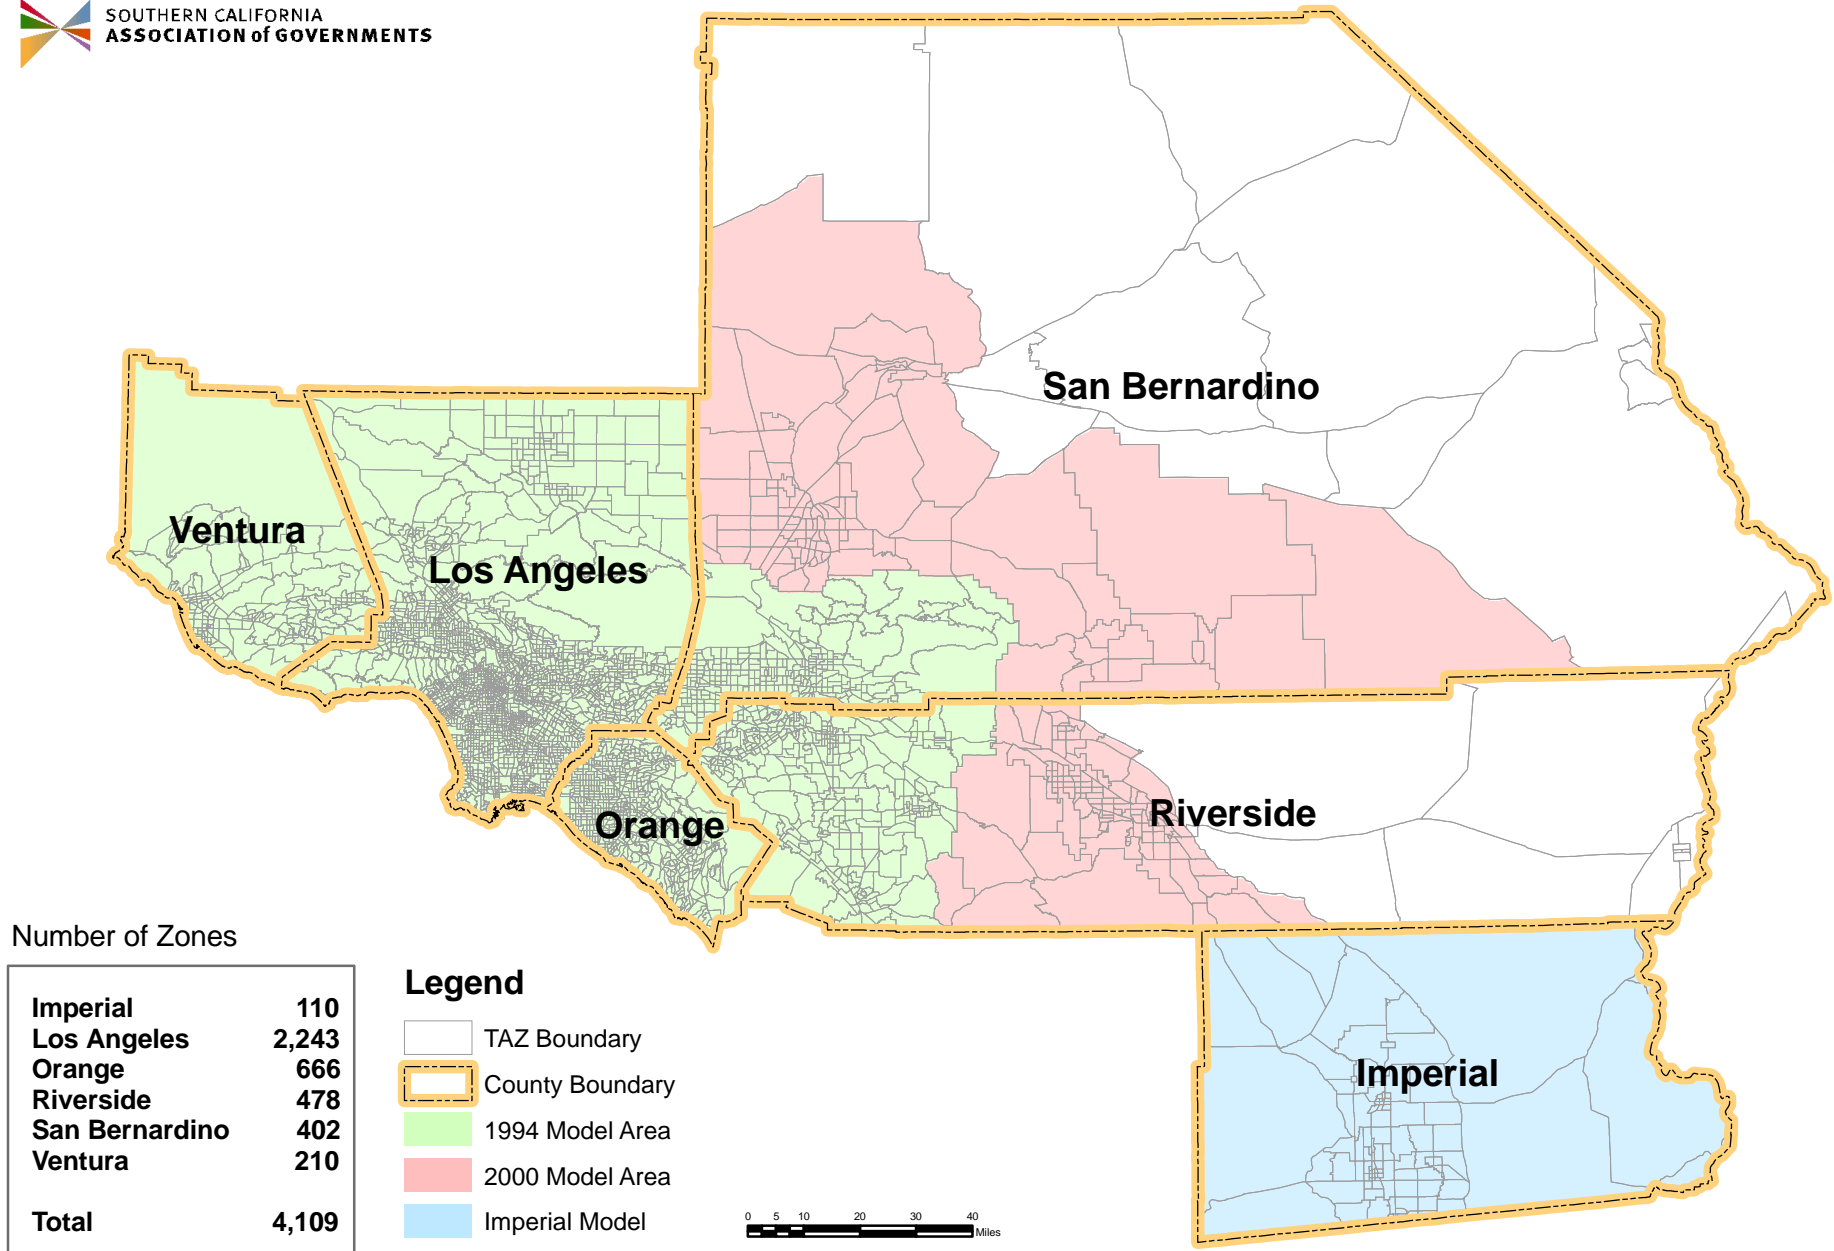 SOUTHERN CALIFORNIA
ASSOCIATION of GOVERNMENTS
San Bernardino
Ventura
Los Angeles
Orange
Riverside
Imperial
Number of Zones
Imperial 110
Los Angeles 2,243
Orange 666
Riverside 478
San Bernardino 402
Ventura 210
Total 4,109
Legend
TAZ Boundary
County Boundary
1994 Model Area
2000 Model Area
Imperial Model
0 5 10 20 30 40
Miles